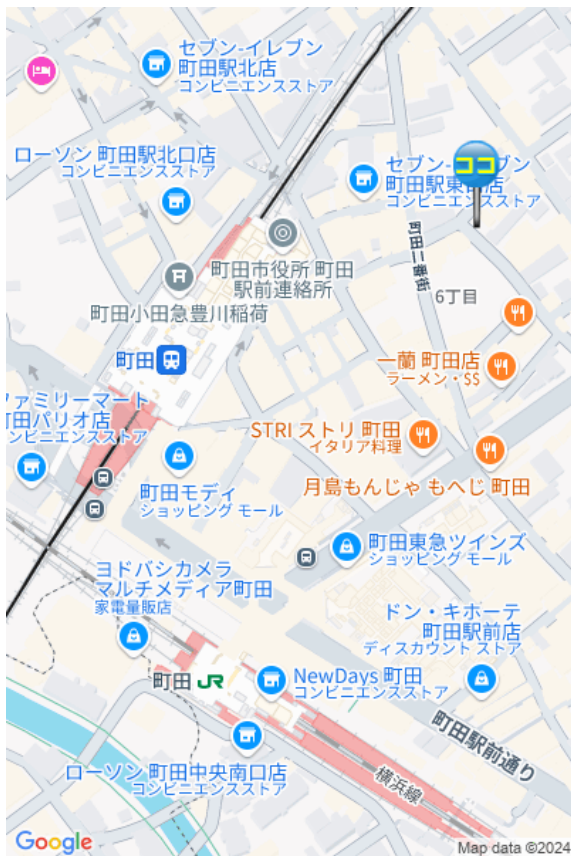 セブン-イレブン
町田駅北店
コンビニエンスストア
ローソン 町田駅北口店
コンビニエンスストア
ココ
セブン-
ブン
町田駅東
店
コンビニエンスストア
町田市役所 町田
駅前連絡所
町田二番街
6丁目
町田小田急豊川稲荷
町田
一蘭 町田店
ラーメン・$$
ファミリーマート
町田パリオ店
コンビニエンスストア
STRI ストリ 町田
イタリア料理
町田モディ
ショッピング モール
月島もんじゃ もへじ 町田
町田東急ツインズ
ショッピング モール
ヨドバシカメラ
マルチメディア町田
家電量販店
ドン・キホーテ
町田駅前店
ディスカウント ストア
町田 JR
NewDays 町田
コンビニエンスストア
町田駅前通り
横浜線
ローソン 町田中央南口店
コンビニエンスストア
Google
Map data ©2024